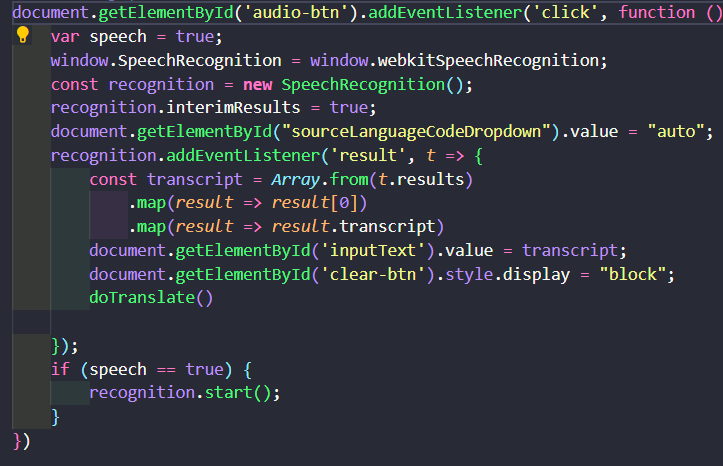 document.getElementById('audio-btn').addEventListener('click', function ()
var speech = true;
window.SpeechRecognition = window.webkitSpeechRecognition;
const recognition = new SpeechRecognition();
recognition.interimResults = true;
document.getElementById("sourceLanguageCodeDropdown").value = "auto";
recognition.addEventListener('result', t => {
const transcript = Array.from(t.results)
.map(result => result[0])
.map(result => result.transcript)
document.getElementById('inputText').value = transcript;
document.getElementById('clear-btn').style.display = "block";
doTranslate()
});
if (speech == true) {
recognition.start();
}
})